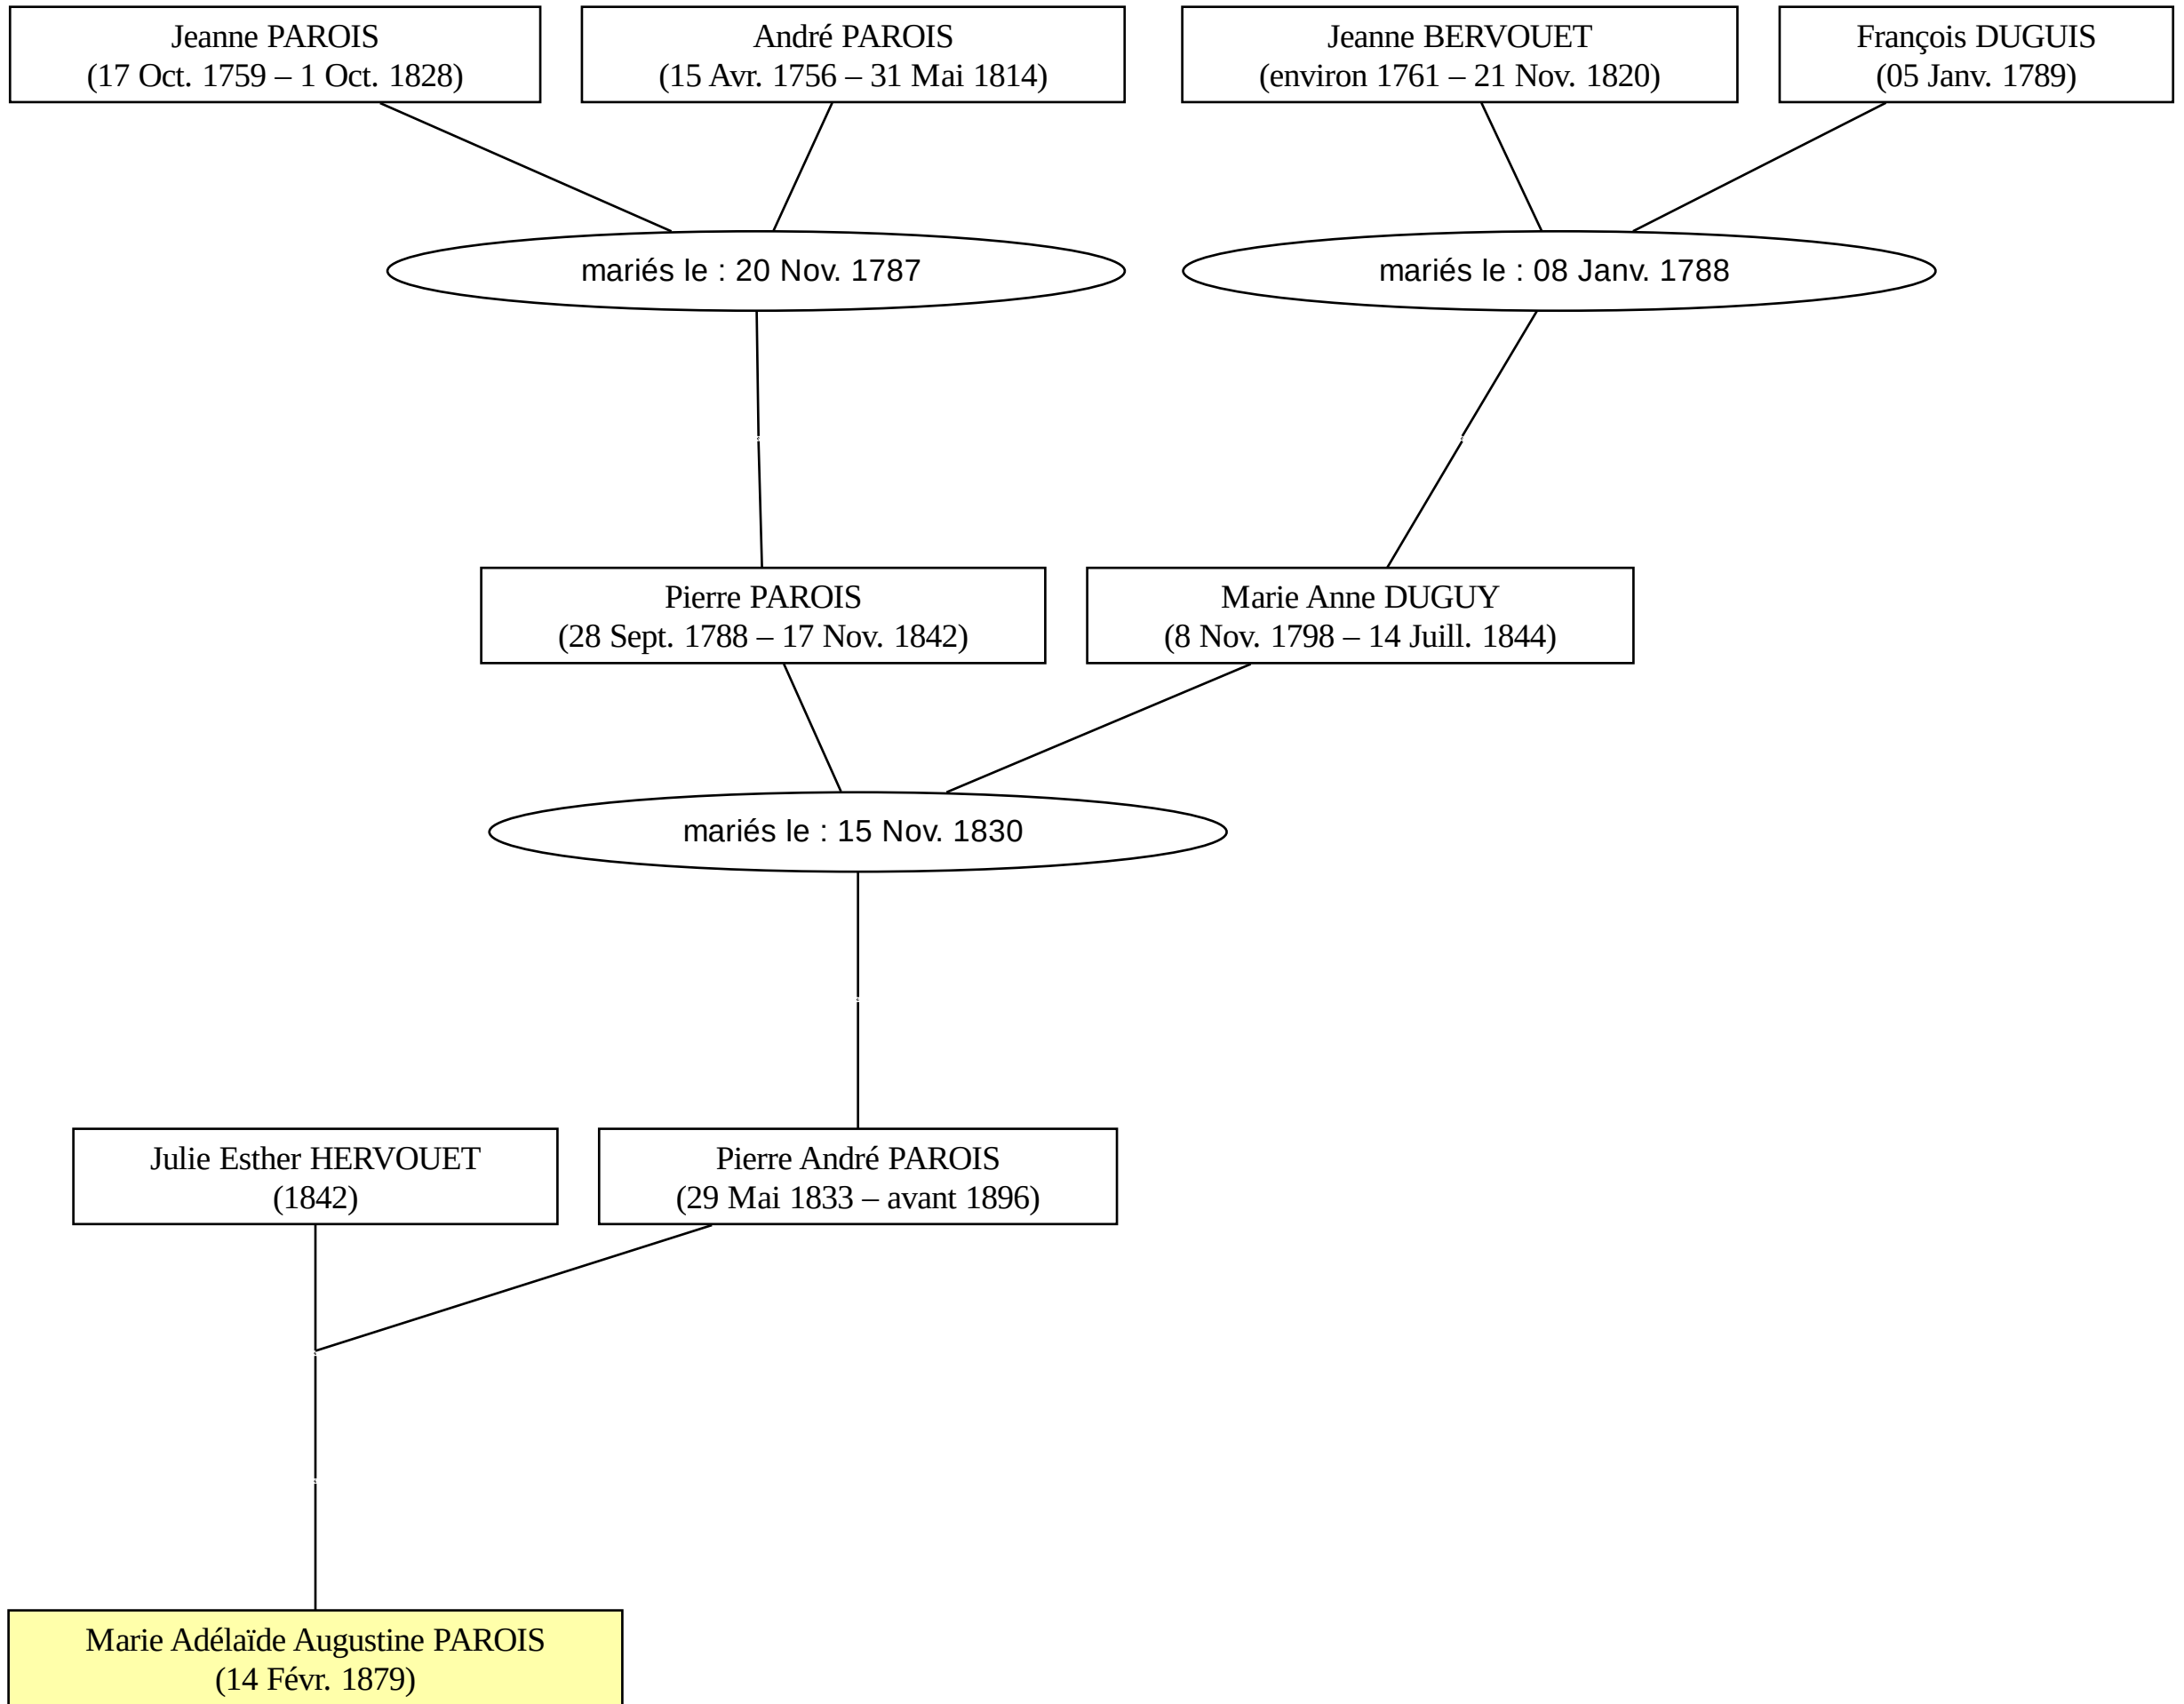 Jeanne PAROIS
(17 Oct. 1759 – 1 Oct. 1828)
André PAROIS
(15 Avr. 1756 – 31 Mai 1814)
Jeanne BERVOUET
(environ 1761 – 21 Nov. 1820)
François DUGUIS
(05 Janv. 1789)
mariés le : 20 Nov. 1787
mariés le : 08 Janv. 1788
Pierre PAROIS
(28 Sept. 1788 – 17 Nov. 1842)
Marie Anne DUGUY
(8 Nov. 1798 – 14 Juill. 1844)
mariés le : 15 Nov. 1830
Julie Esther HERVOUET
(1842)
Pierre André PAROIS
(29 Mai 1833 – avant 1896)
Marie Adélaïde Augustine PAROIS
(14 Févr. 1879)